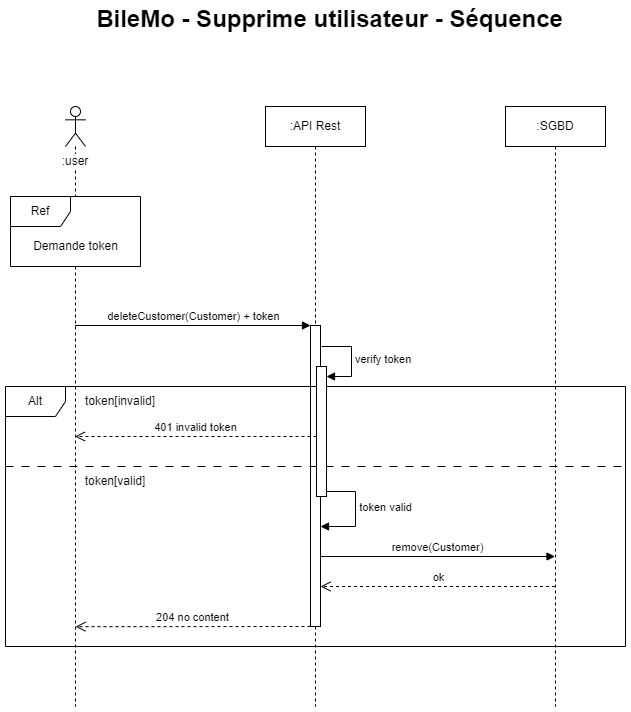 BileMo - Supprime utilisateur - Séquence
:user
:API Rest
:SGBD
Ref
Demande token
deleteCustomer(Customer) + token
verify token
Alt
token[invalid]
401 invalid token
token[valid]
token valid
remove(Customer)
ok
204 no content